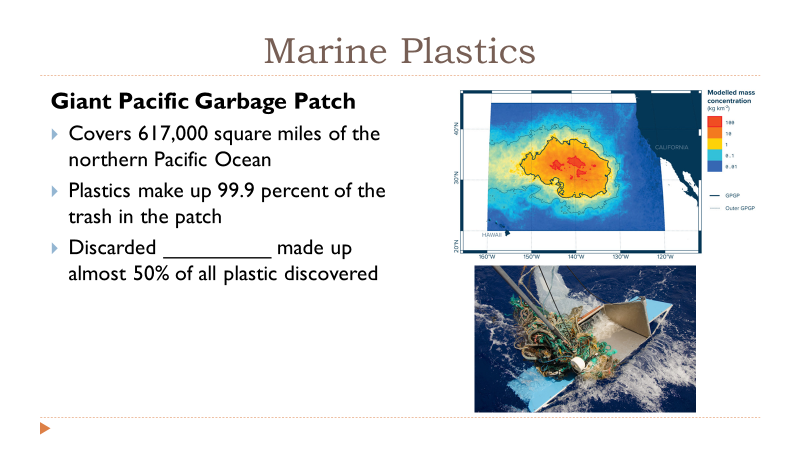 Marine Plastics
Giant Pacific Garbage Patch
Covers 617,000 square miles of the
northern Pacific Ocean
Plastics make up 99.9 percent of the
trash in the patch
Discarded __________ made up
almost 50% of all plastic discovered
Modelled mass
concentration
(kg km⁻²)
100
10
1
0.1
0.01
GPGP
Outer GPGP
CALIFORNIA
HAWAII
40°N
30°N
20°N
160°W 150°W 140°W 130°W 120°W